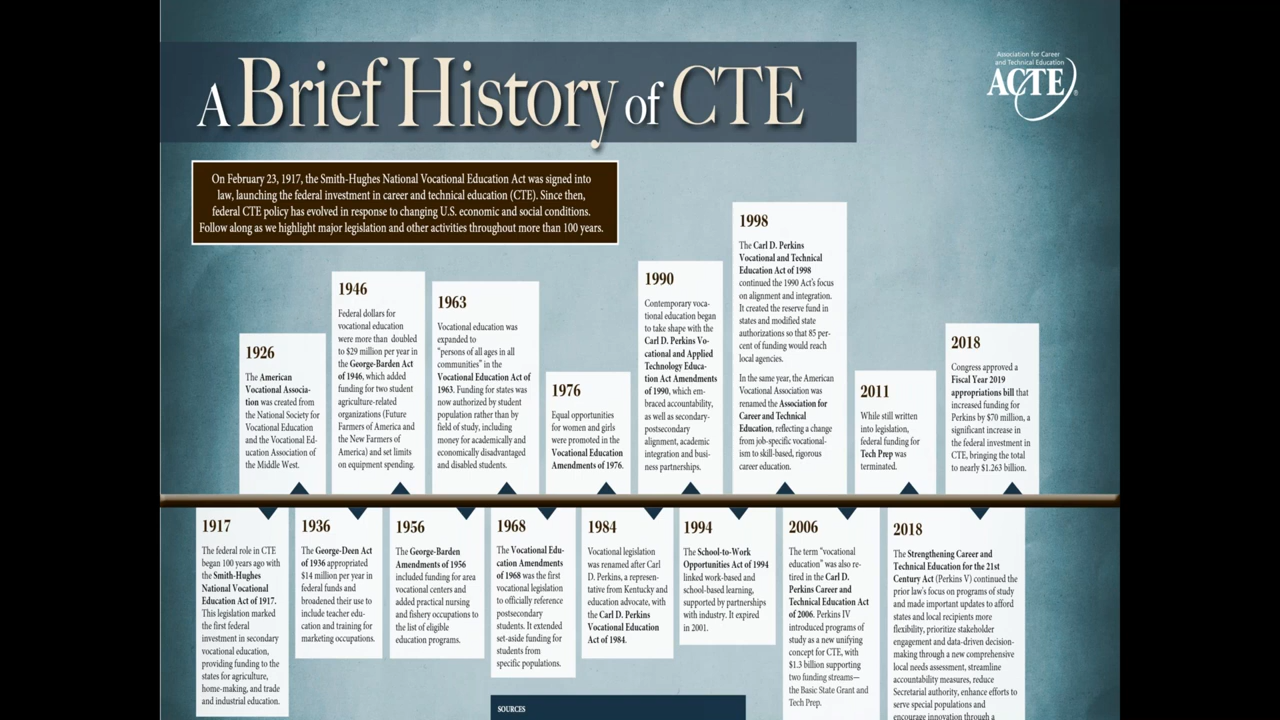 A Brief History of CTE
Association for Career
and Technical Education
ACTE®
On February 23, 1917, the Smith-Hughes National Vocational Education Act was signed into
law, launching the federal investment in career and technical education (CTE). Since then,
federal CTE policy has evolved in response to changing U.S. economic and social conditions.
Follow along as we highlight major legislation and other activities throughout more than 100 years.
1926
The American
Vocational Associa-
tion was created from
the National Society for
Vocational Education
and the Vocational Ed-
ucation Association of
the Middle West.
1946
Federal dollars for
vocational education
were more than doubled
to $29 million per year in
the George-Barden Act
of 1946, which added
funding for two student
agriculture-related
organizations (Future
Farmers of America and
the New Farmers of
America) and set limits
on equipment spending.
1963
Vocational education was
expanded to
"persons of all ages in all
communities" in the
Vocational Education Act of
1963. Funding for states was
now authorized by student
population rather than by
field of study, including
money for academically and
economically disadvantaged
and disabled students.
1976
Equal opportunities
for women and girls
were promoted in the
Vocational Education
Amendments of 1976.
1990
Contemporary voca-
tional education began
to take shape with the
Carl D. Perkins Vo-
cational and Applied
Technology Educa-
tion Act Amendments
of 1990, which em-
braced accountability,
as well as secondary-
postsecondary
alignment, academic
integration and busi-
ness partnerships.
1998
The Carl D. Perkins
Vocational and Technical
Education Act of 1998
continued the 1990 Act's focus
on alignment and integration.
It created the reserve fund in
states and modified state
authorizations so that 85 per-
cent of funding would reach
local agencies.
In the same year, the American
Vocational Association was
renamed the Association for
Career and Technical
Education, reflecting a change
from job-specific vocational-
ism to skill-based, rigorous
career education.
2011
While still written
into legislation,
federal funding for
Tech Prep was
terminated.
2018
Congress approved a
Fiscal Year 2019
appropriations bill that
increased funding for
Perkins by $70 million, a
significant increase in
the federal investment in
CTE, bringing the total
to nearly $1.263 billion.
1917
The federal role in CTE
began 100 years ago with
the Smith-Hughes
National Vocational
Education Act of 1917.
This legislation marked
the first federal
investment in secondary
vocational education,
providing funding to the
states for agriculture,
home-making, and trade
and industrial education.
1936
The George-Deen Act
of 1936 appropriated
$14 million per year in
federal funds and
broadened their use to
include teacher edu-
cation and training for
marketing occupations.
1956
The George-Barden
Amendments of 1956
included funding for area
vocational centers and
added practical nursing
and fishery occupations to
the list of eligible
education programs.
1968
The Vocational Edu-
cation Amendments
of 1968 was the first
vocational legislation
to officially reference
postsecondary
students. It extended
set-aside funding for
students from
specific populations.
1984
Vocational legislation
was renamed after Carl
D. Perkins, a represen-
tative from Kentucky and
education advocate, with
the Carl D. Perkins
Vocational Education
Act of 1984.
1994
The School-to-Work
Opportunities Act of 1994
linked work-based and
school-based learning,
supported by partnerships
with industry. It expired
in 2001.
2006
The term "vocational
education" was also re-
tired in the Carl D.
Perkins Career and
Technical Education Act
of 2006. Perkins IV
introduced programs of
study as a new unifying
concept for CTE, with
$1.3 billion supporting
two funding streams—
the Basic State Grant and
Tech Prep.
2018
The Strengthening Career and
Technical Education for the 21st
Century Act (Perkins V) continued the
prior law's focus on programs of study
and made important updates to afford
states and local recipients more
flexibility, prioritize stakeholder
engagement and data-driven decision-
making through a new comprehensive
local needs assessment, streamline
accountability measures, reduce
Secretarial authority, enhance efforts to
serve special populations and
encourage innovation through a
SOURCES